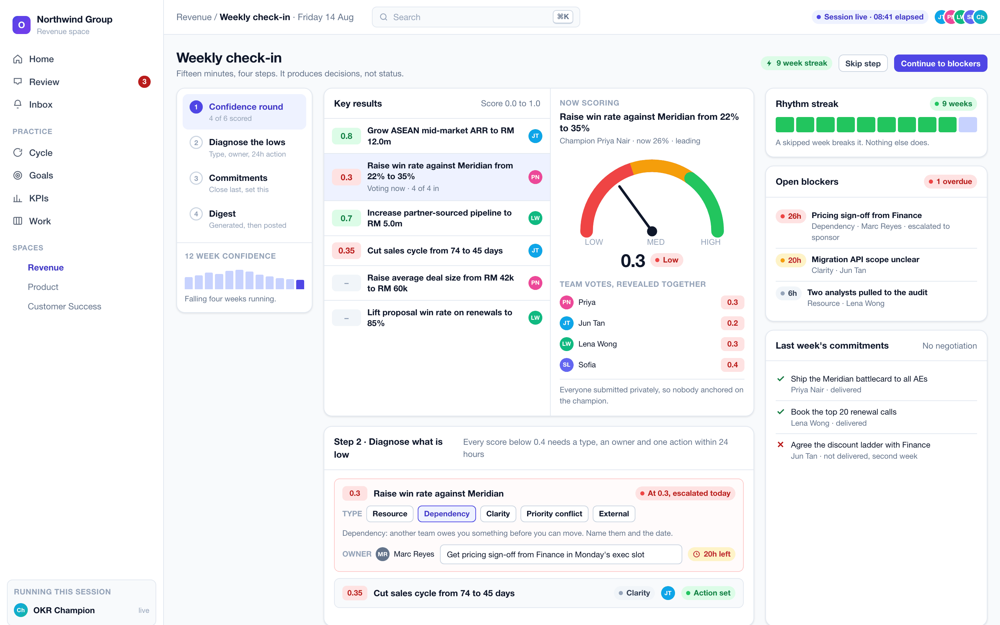 O
Northwind Group
Revenue space
Home
Review
3
Inbox
PRACTICE
Cycle
Goals
KPIs
Work
SPACES
Revenue
Product
Customer Success
RUNNING THIS SESSION
Ch
OKR Champion
live
Revenue / Weekly check-in · Friday 14 Aug
Search
⌘K
Session live · 08:41 elapsed
JT
PN
LW
SL
Ch
Weekly check-in
Fifteen minutes, four steps. It produces decisions, not status.
9 week streak
Skip step
Continue to blockers
1
Confidence round
4 of 6 scored
2
Diagnose the lows
Type, owner, 24h action
3
Commitments
Close last, set this
4
Digest
Generated, then posted
12 WEEK CONFIDENCE
Falling four weeks running.
Key results
Score 0.0 to 1.0
0.8
Grow ASEAN mid-market ARR to RM
12.0m
JT
0.3
Raise win rate against Meridian from
22% to 35%
Voting now · 4 of 4 in
PN
0.7
Increase partner-sourced pipeline to
RM 5.0m
LW
0.35
Cut sales cycle from 74 to 45 days
JT
–
Raise average deal size from RM 42k
to RM 60k
PN
–
Lift proposal win rate on renewals to
85%
LW
NOW SCORING
Raise win rate against Meridian from 22%
to 35%
Champion Priya Nair · now 26% · leading
LOW
MED
HIGH
0.3
Low
TEAM VOTES, REVEALED TOGETHER
PN
Priya
0.3
JT
Jun Tan
0.2
LW
Lena Wong
0.3
SL
Sofia
0.4
Everyone submitted privately, so nobody anchored on
the champion.
Step 2 · Diagnose what is
low
Every score below 0.4 needs a type, an owner and one action within 24
hours
0.3
Raise win rate against Meridian
At 0.3, escalated today
TYPE
Resource
Dependency
Clarity
Priority conflict
External
Dependency: another team owes you something before you can move. Name them and the date.
OWNER
MR
Marc Reyes
Get pricing sign-off from Finance in Monday's exec slot
20h left
0.35
Cut sales cycle from 74 to 45 days
Clarity
JT
Action set
Rhythm streak
9 weeks
A skipped week breaks it. Nothing else does.
Open blockers
1 overdue
26h
Pricing sign-off from Finance
Dependency · Marc Reyes · escalated to
sponsor
20h
Migration API scope unclear
Clarity · Jun Tan
6h
Two analysts pulled to the audit
Resource · Lena Wong
Last week's commitments
No negotiation
Ship the Meridian battlecard to all AEs
Priya Nair · delivered
Book the top 20 renewal calls
Lena Wong · delivered
Agree the discount ladder with Finance
Jun Tan · not delivered, second week